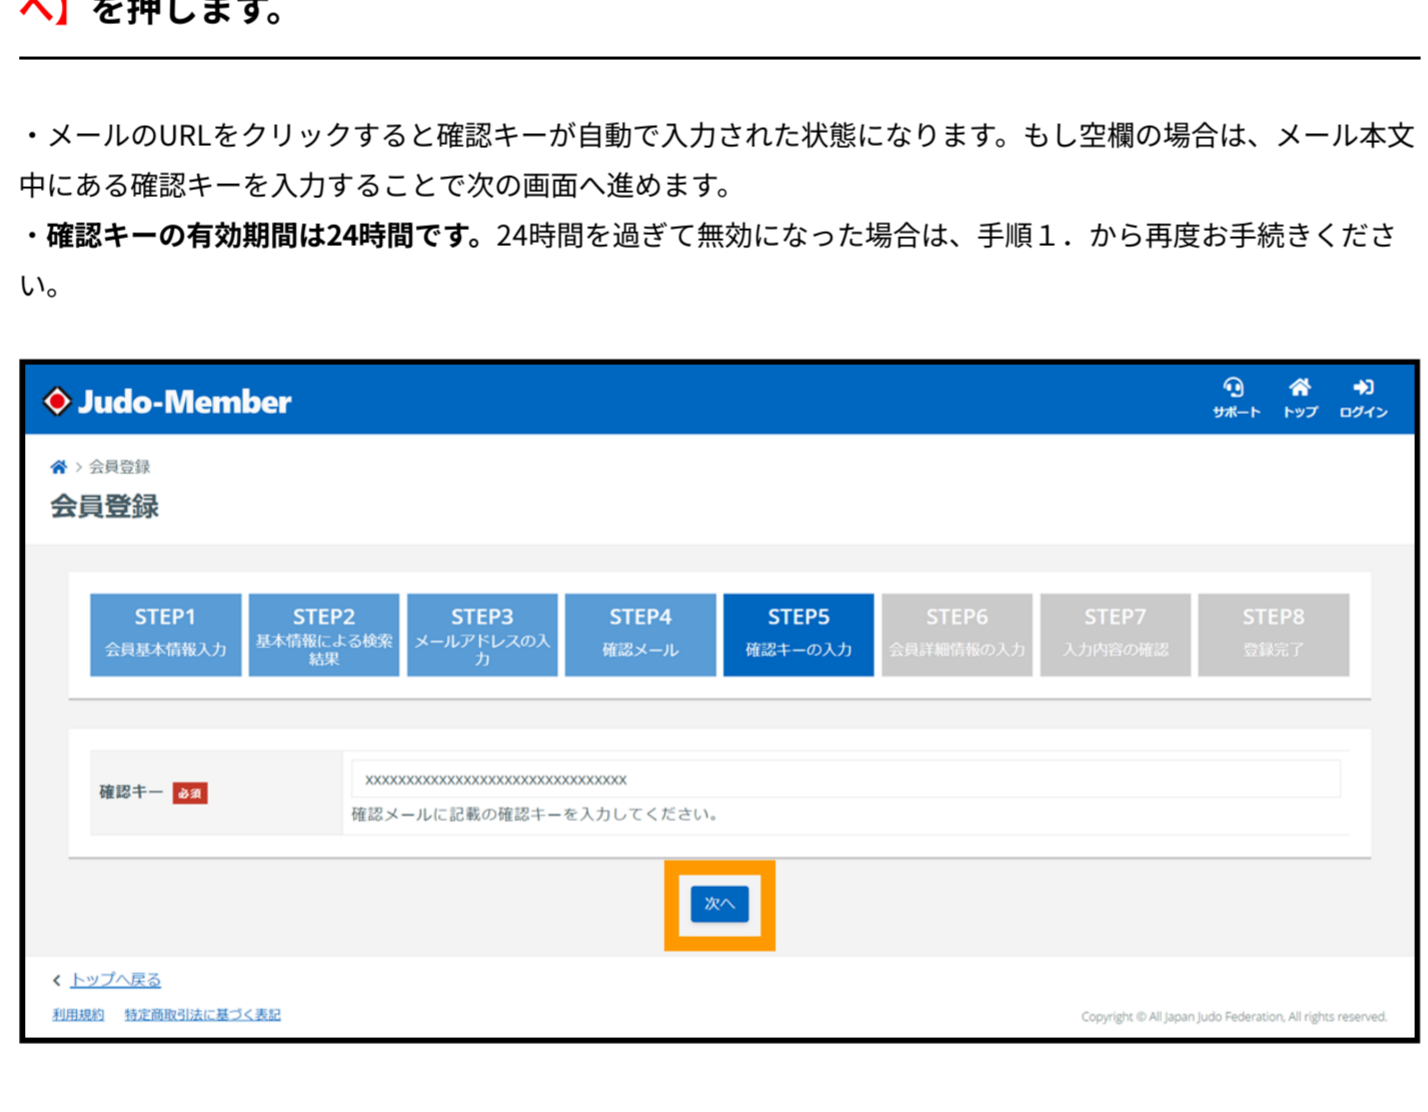 へ】を押します。
・メールのURLをクリックすると確認キーが自動で入力された状態になります。もし空欄の場合は、メール本文
中にある確認キーを入力することで次の画面へ進めます。
・確認キーの有効期間は24時間です。24時間を過ぎて無効になった場合は、手順１．から再度お手続きくださ
い。
Judo-Member
サポート トップ ログイン
> 会員登録
会員登録
STEP1
会員基本情報入力
STEP2
基本情報による検索
結果
STEP3
メールアドレスの入
力
STEP4
確認メール
STEP5
確認キーの入力
STEP6
会員詳細情報の入力
STEP7
入力内容の確認
STEP8
登録完了
確認キー 必須
xxxxxxxxxxxxxxxxxxxxxxxxxxxxxxxx
確認メールに記載の確認キーを入力してください。
次へ
トップへ戻る
利用規約 特定商取引法に基づく表記
Copyright © All Japan Judo Federation, All rights reserved.